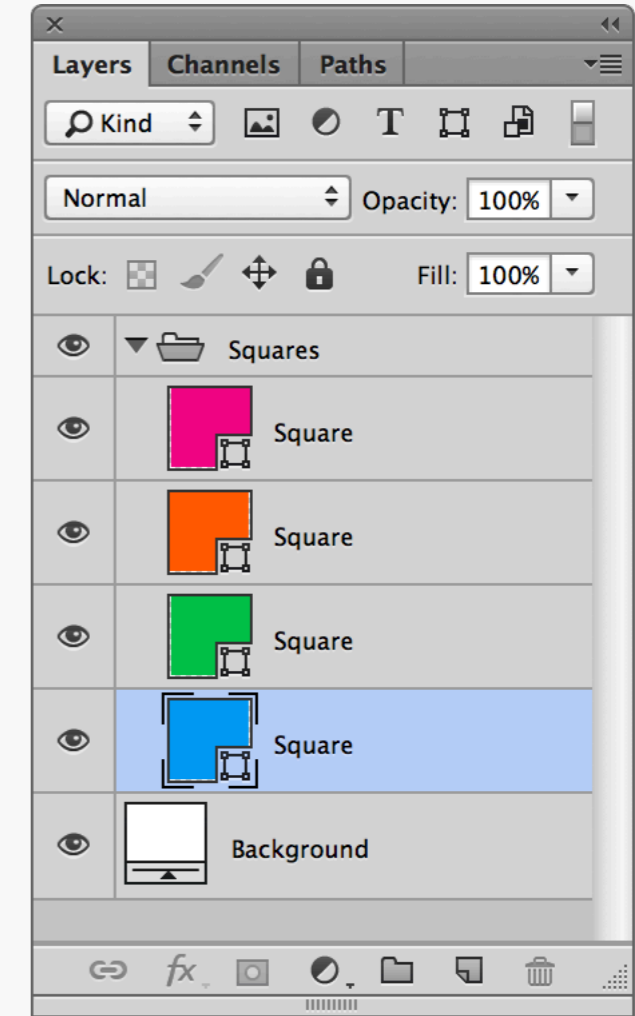 Layers Channels Paths
Kind
Normal Opacity: 100%
Lock: Fill: 100%
Squares
Square
Square
Square
Square
Background
fx